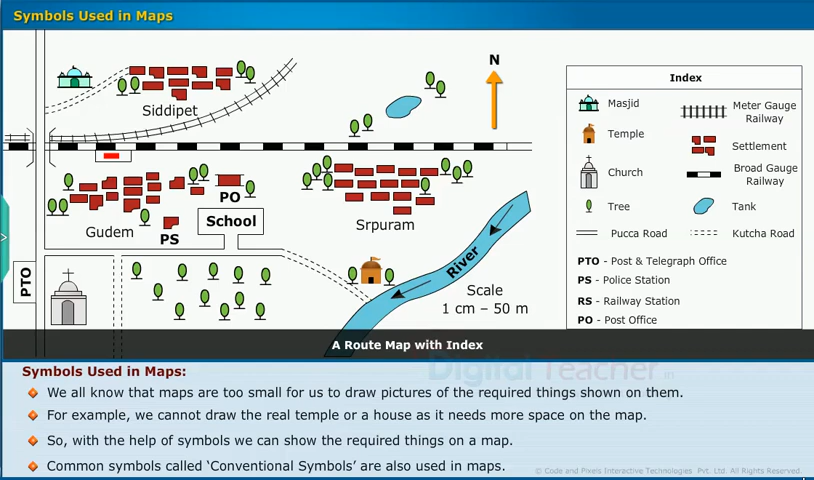 Symbols Used in Maps
N
Siddipet
Gudem
PS
PO
School
Srpuram
PTO
River
Scale
1 cm – 50 m
Index
Masjid
Temple
Church
Tree
Pucca Road
Meter Gauge
Railway
Settlement
Broad Gauge
Railway
Tank
Kutcha Road
PTO - Post & Telegraph Office
PS - Police Station
RS - Railway Station
PO - Post Office
A Route Map with Index
Digital Teacher.in
Symbols Used in Maps:
We all know that maps are too small for us to draw pictures of the required things shown on them.
For example, we cannot draw the real temple or a house as it needs more space on the map.
So, with the help of symbols we can show the required things on a map.
Common symbols called ‘Conventional Symbols’ are also used in maps.
© Code and Pixels Interactive Technologies Pvt. Ltd. All Rights Reserved.